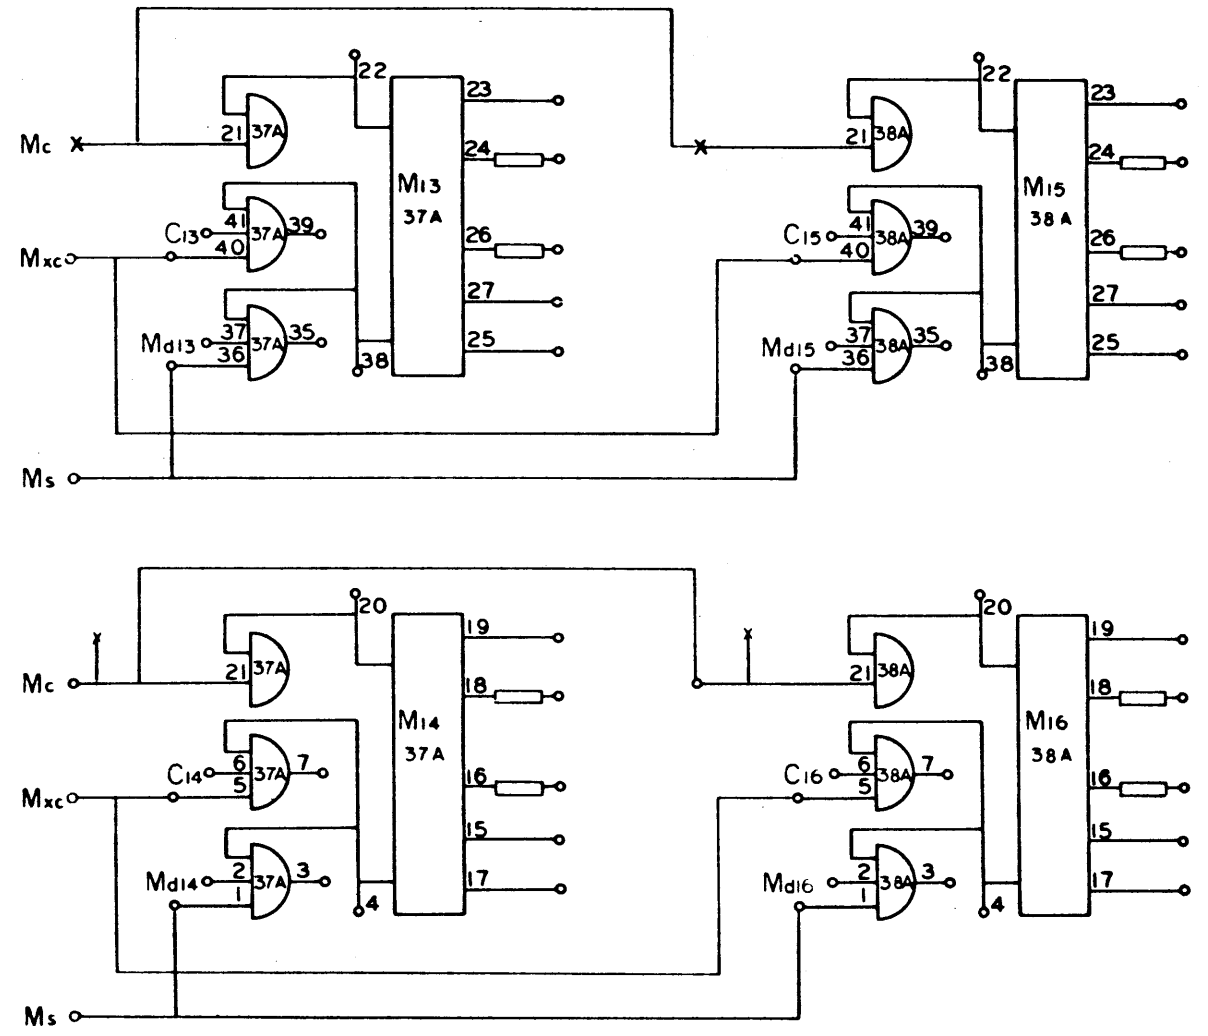 22 22
23 23
Mc 21 37A 21 38A
24 24
M13 M15
37A 38A
C13 41 37A 39 C15 41 38A 39
40 40
26 26
Mxc
27 27
Md13 37 37A 35 Md15 37 38A 35
36 36
25 25
38 38
Ms
20 20
19 19
Mc 21 37A 21 38A
18 18
M14 M16
37A 38A
C14 6 37A 7 C16 6 38A 7
5 5
16 16
Mxc
15 15
Md14 2 37A 3 Md16 2 38A 3
1 1
17 17
4 4
Ms